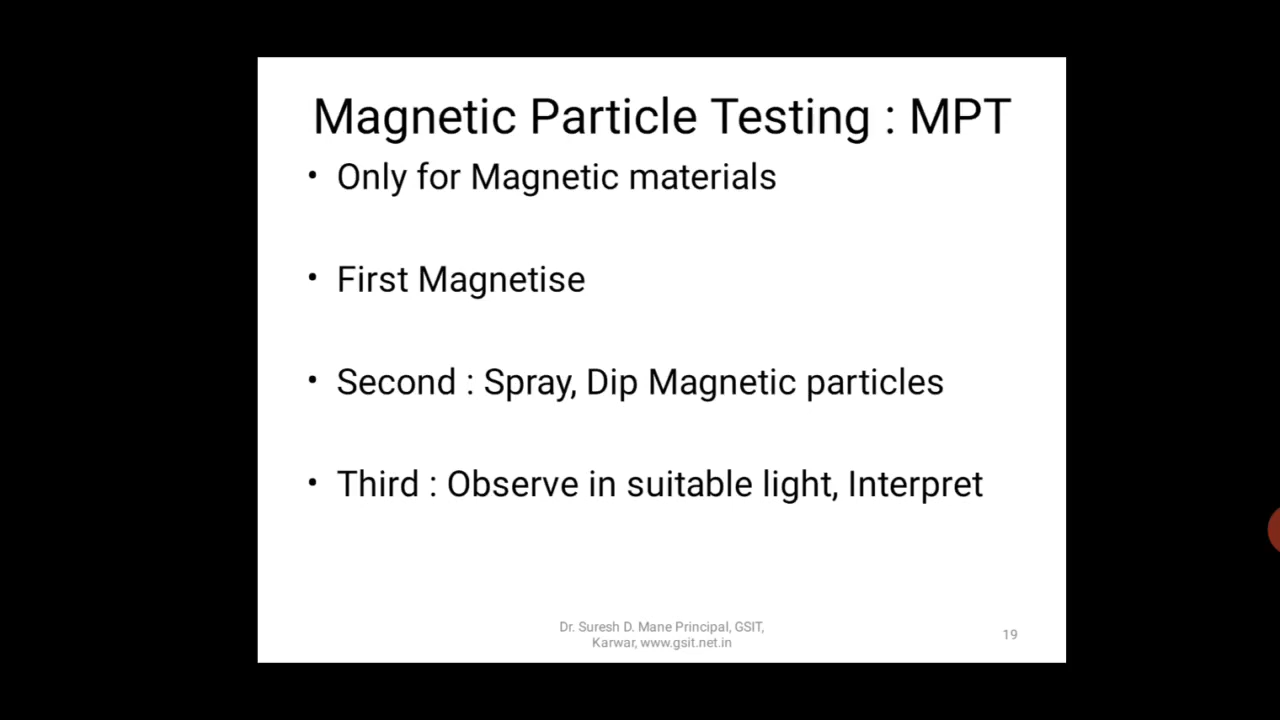 Magnetic Particle Testing : MPT
• Only for Magnetic materials
• First Magnetise
• Second : Spray, Dip Magnetic particles
• Third : Observe in suitable light, Interpret
Dr. Suresh D. Mane Principal, GSIT,
Karwar, www.gsit.net.in
19